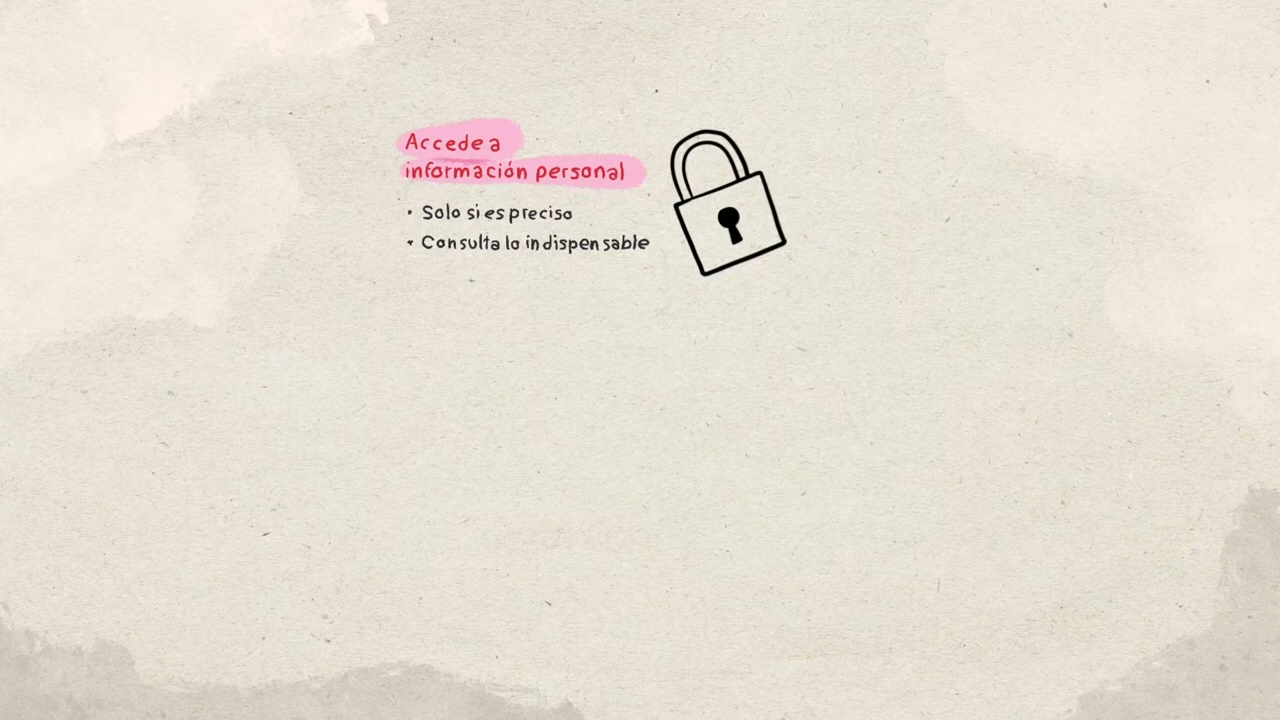 Accede a
información personal
· Solo si es preciso
· Consulta lo indispensable